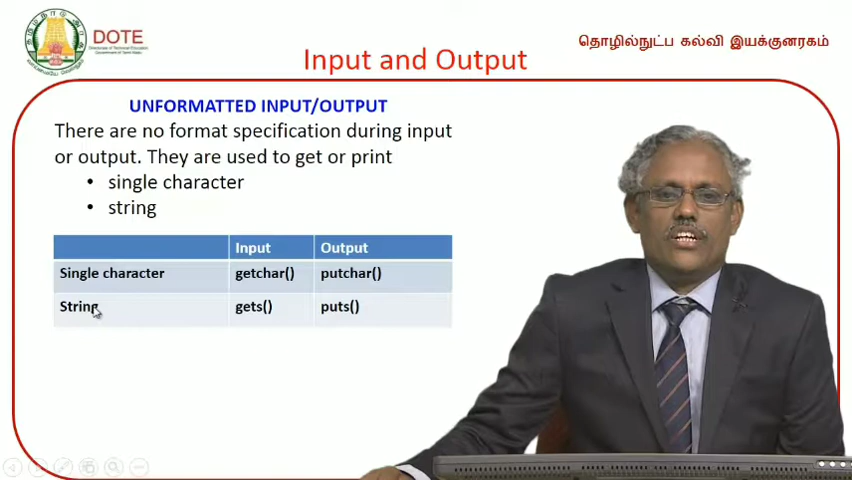 DOTE
தொழில்நுட்ப கல்வி இயக்குனரகம்
Input and Output
UNFORMATTED INPUT/OUTPUT
There are no format specification during input
or output. They are used to get or print
• single character
• string
Input Output
Single character getchar() putchar()
String gets() puts()